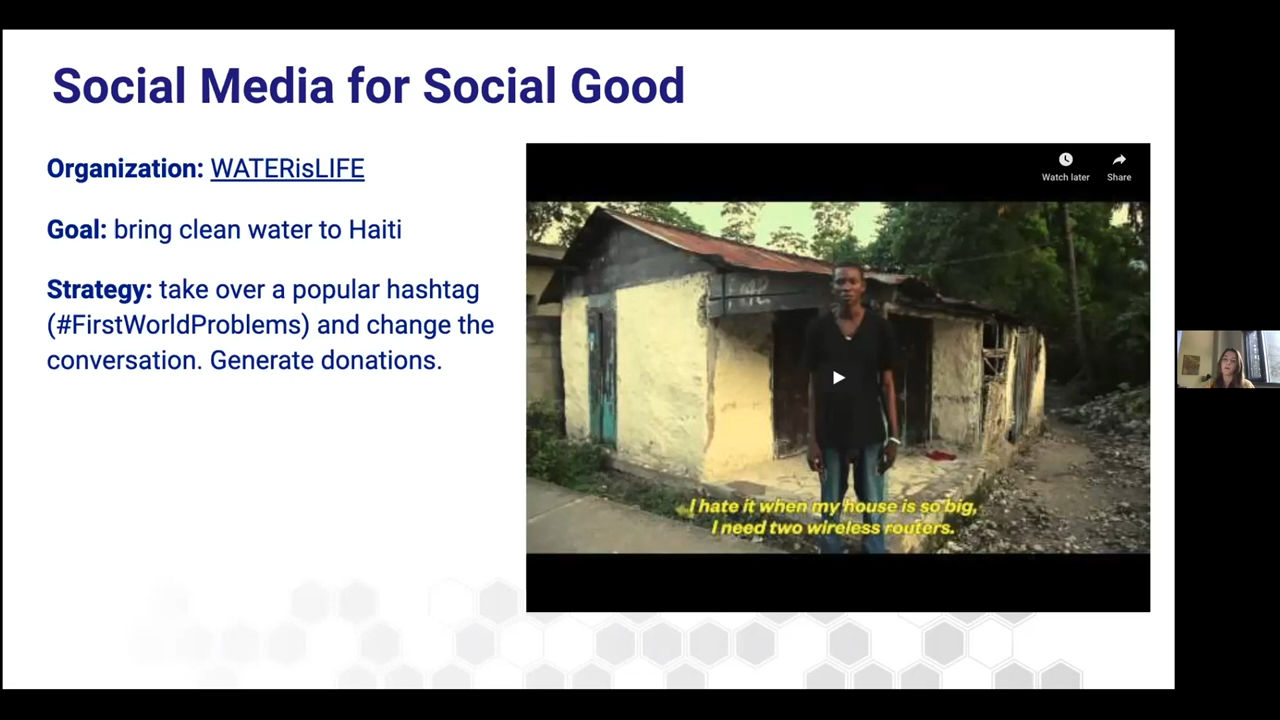 Social Media for Social Good
Organization: WATERisLIFE
Goal: bring clean water to Haiti
Strategy: take over a popular hashtag
(#FirstWorldProblems) and change the
conversation. Generate donations.
Watch later
Share
I hate it when my house is so big,
I need two wireless routers.